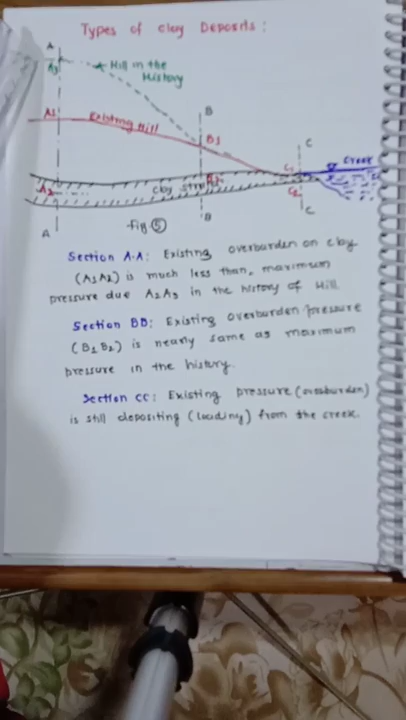 Types of clay Deposits:
A
A3
Hill in the
History
B
A1
Existing Hill
B1
C
C1
Creek
A2
clay strata
B2
C2
A
B
C
Fig ⑤
Section A-A: Existing overburden on clay
(A1A2) is much less than, maximum
pressure due A2A3 in the history of Hill
Section BB: Existing overburden pressure
(B1B2) is nearly same as maximum
pressure in the history.
Section CC: Existing pressure (overburden)
is still depositing (loading) from the creek.